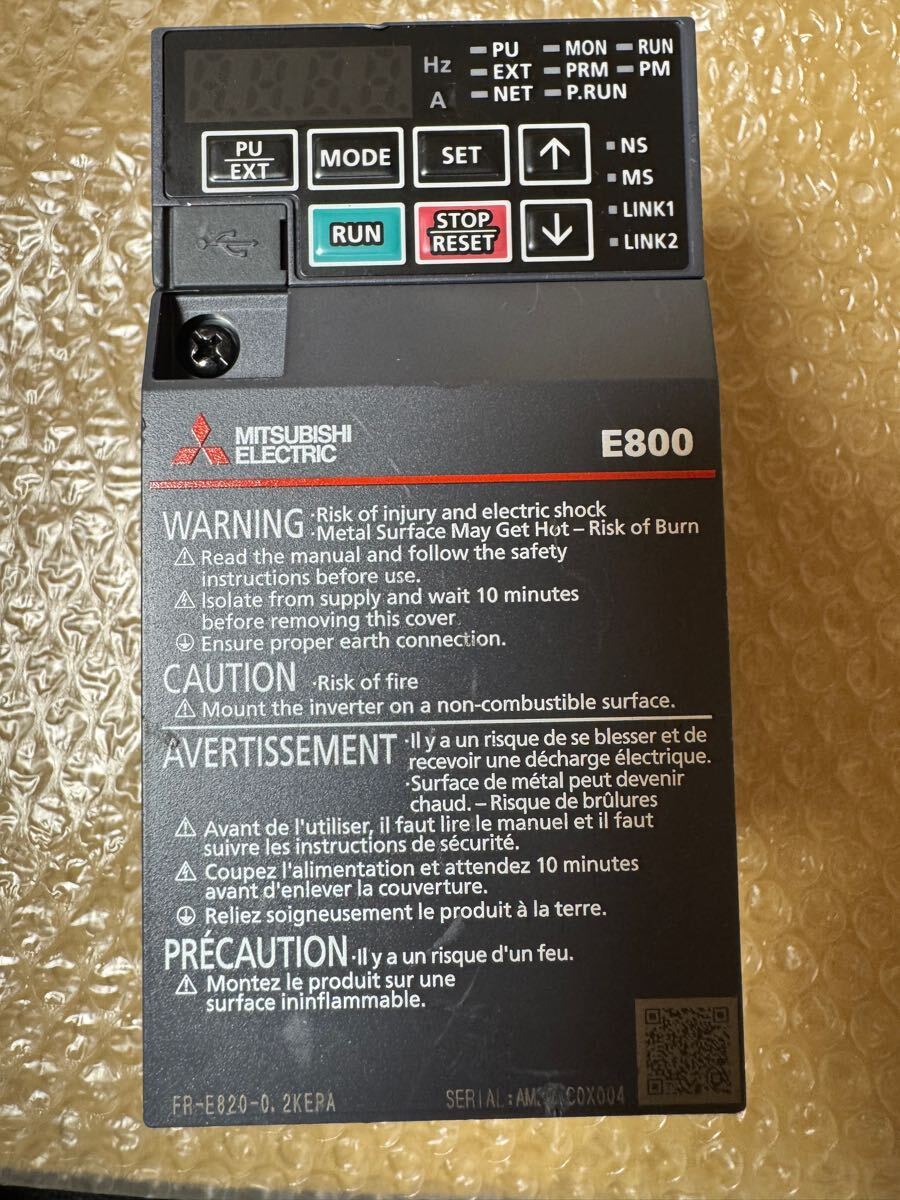 Hz
A
PU MON RUN
EXT PRM PM
NET P.RUN
PU
EXT
MODE
SET
↑
NS
MS
RUN
STOP
RESET
↓
LINK1
LINK2
MITSUBISHI
ELECTRIC
E800
WARNING ·Risk of injury and electric shock
·Metal Surface May Get Hot – Risk of Burn
Read the manual and follow the safety
instructions before use.
Isolate from supply and wait 10 minutes
before removing this cover
Ensure proper earth connection.
CAUTION ·Risk of fire
Mount the inverter on a non-combustible surface.
AVERTISSEMENT ·Il y a un risque de se blesser et de
recevoir une décharge électrique.
·Surface de métal peut devenir
chaud. – Risque de brûlures
Avant de l'utiliser, il faut lire le manuel et il faut
suivre les instructions de sécurité.
Coupez l'alimentation et attendez 10 minutes
avant d'enlever la couverture.
Reliez soigneusement le produit à la terre.
PRÉCAUTION ·Il y a un risque d'un feu.
Montez le produit sur une
surface ininflammable.
FR-E820-0.2KEPA
SERIAL: